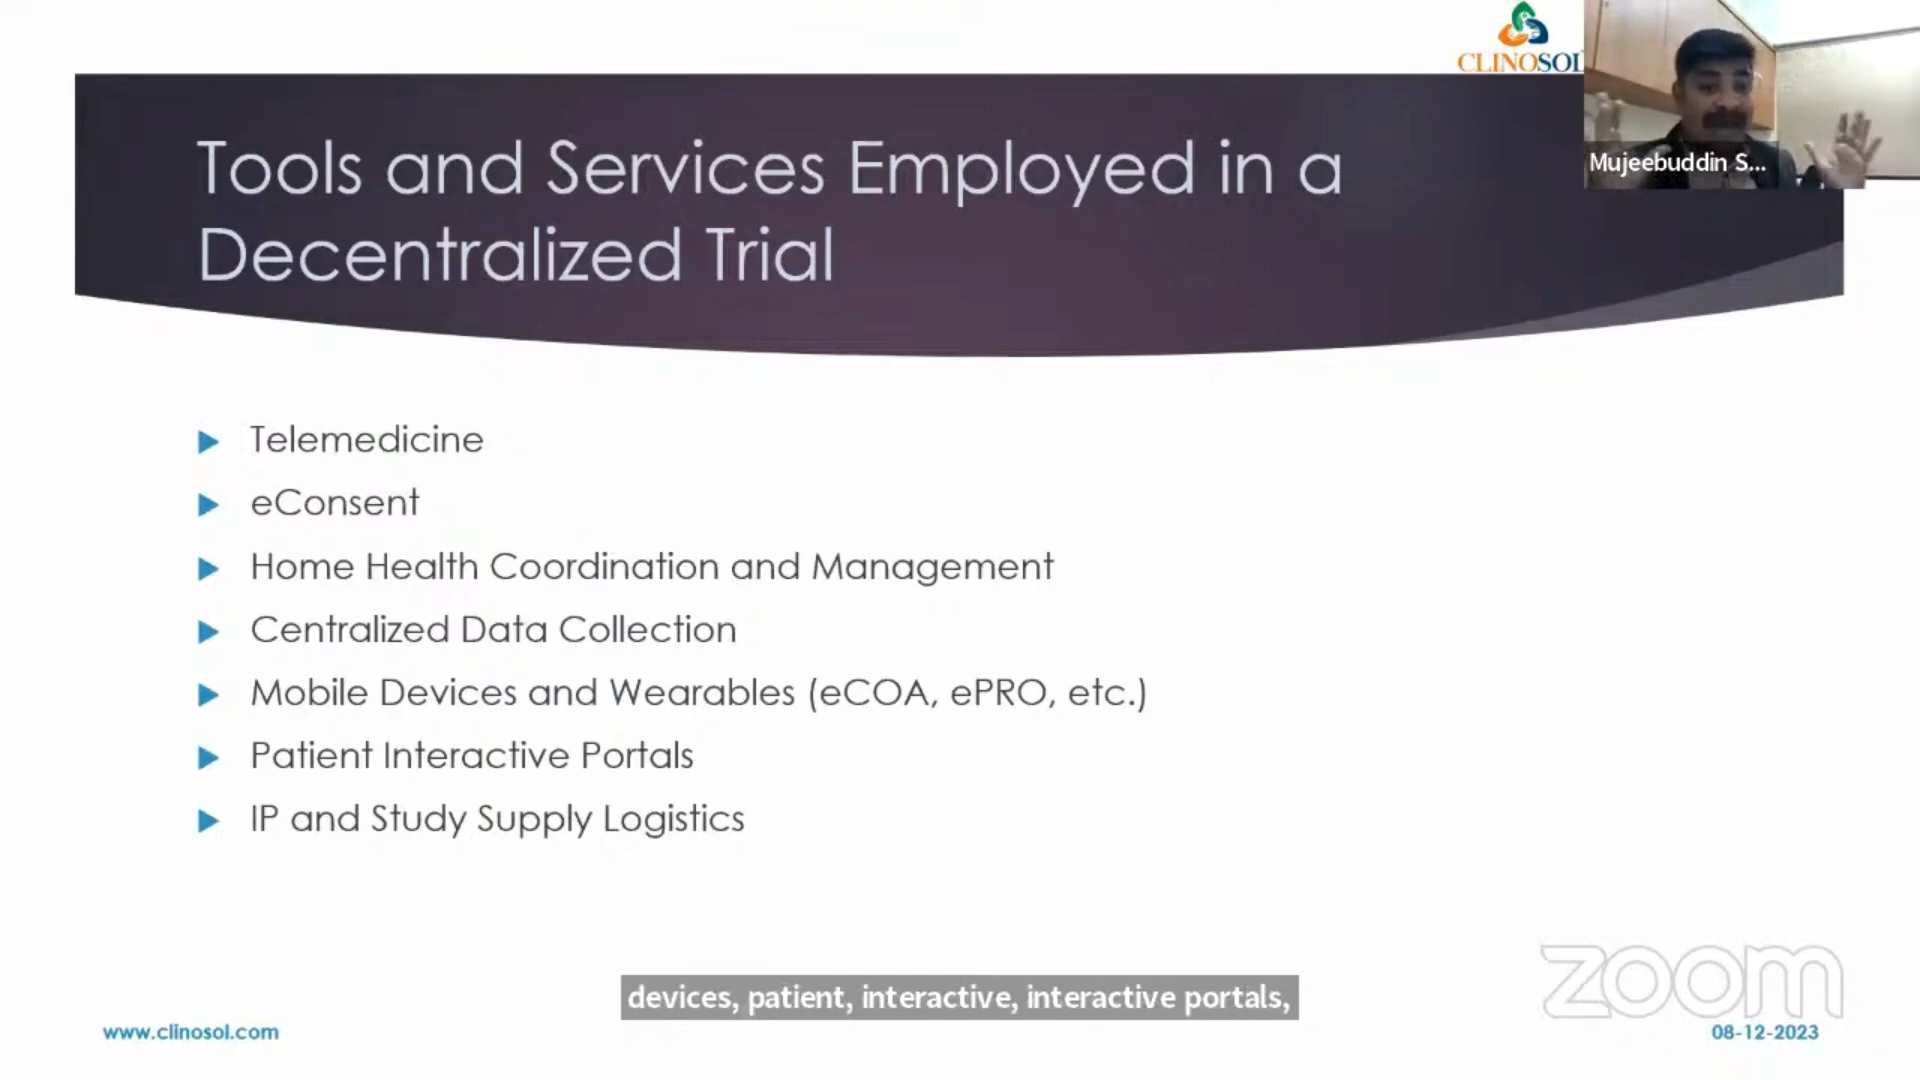 CLINOSOL
Mujeebuddin S...
Tools and Services Employed in a
Decentralized Trial
Telemedicine
eConsent
Home Health Coordination and Management
Centralized Data Collection
Mobile Devices and Wearables (eCOA, ePRO, etc.)
Patient Interactive Portals
IP and Study Supply Logistics
zoom
devices, patient, interactive, interactive portals,
www.clinosol.com
08-12-2023